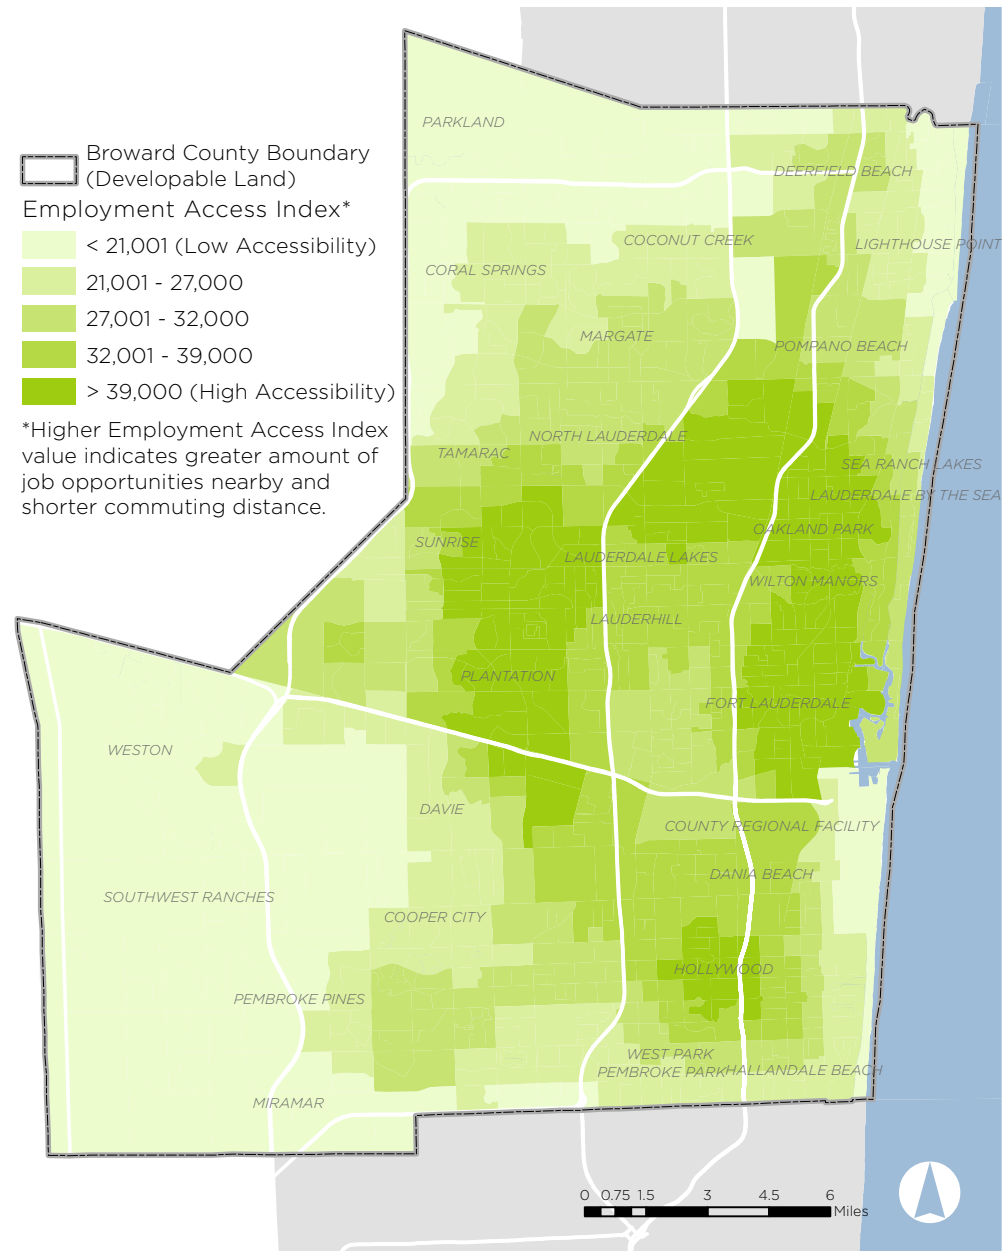 Broward County Boundary
(Developable Land)
Employment Access Index*
< 21,001 (Low Accessibility)
21,001 - 27,000
27,001 - 32,000
32,001 - 39,000
> 39,000 (High Accessibility)
*Higher Employment Access Index
value indicates greater amount of
job opportunities nearby and
shorter commuting distance.
PARKLAND
DEERFIELD BEACH
COCONUT CREEK
LIGHTHOUSE POINT
CORAL SPRINGS
MARGATE
POMPANO BEACH
NORTH LAUDERDALE
TAMARAC
SEA RANCH LAKES
LAUDERDALE BY THE SEA
OAKLAND PARK
SUNRISE
LAUDERDALE LAKES
WILTON MANORS
LAUDERHILL
PLANTATION
FORT LAUDERDALE
WESTON
DAVIE
COUNTY REGIONAL FACILITY
DANIA BEACH
SOUTHWEST RANCHES
COOPER CITY
HOLLYWOOD
PEMBROKE PINES
WEST PARK
PEMBROKE PARK
HALLANDALE BEACH
MIRAMAR
0 0.75 1.5 3 4.5 6
Miles